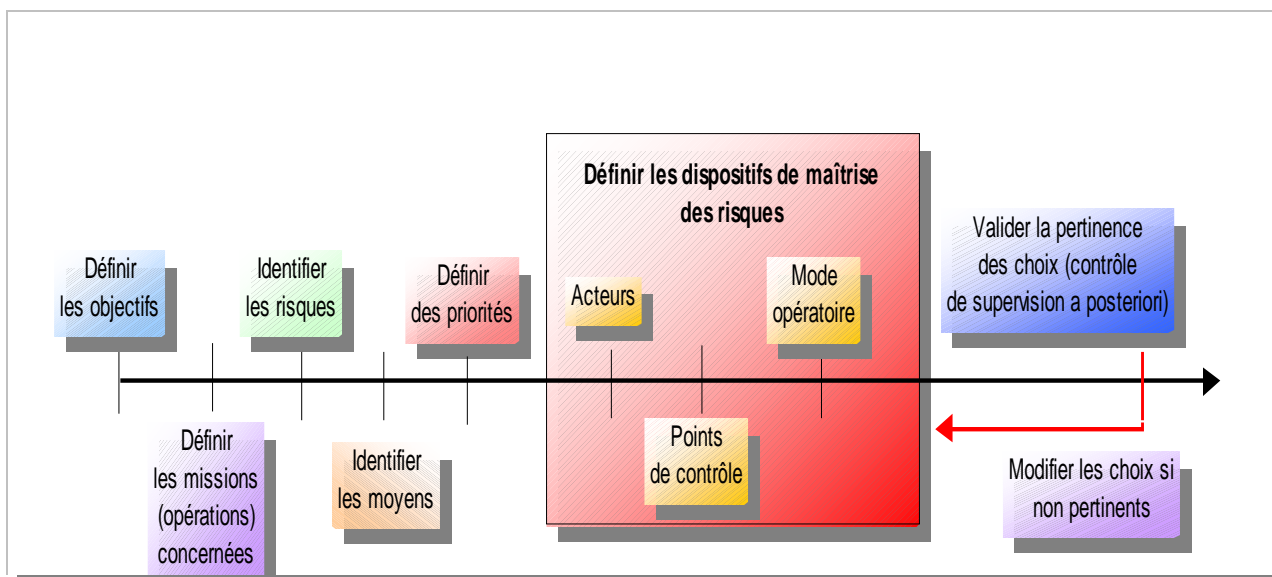 Définir les dispositifs de maîtrise
des risques
Définir
les objectifs
Identifier
les risques
Définir
des priorités
Acteurs
Mode
opératoire
Valider la pertinence
des choix (contrôle
de supervision a posteriori)
Définir
les missions
(opérations)
concernées
Identifier
les moyens
Points
de contrôle
Modifier les choix si
non pertinents